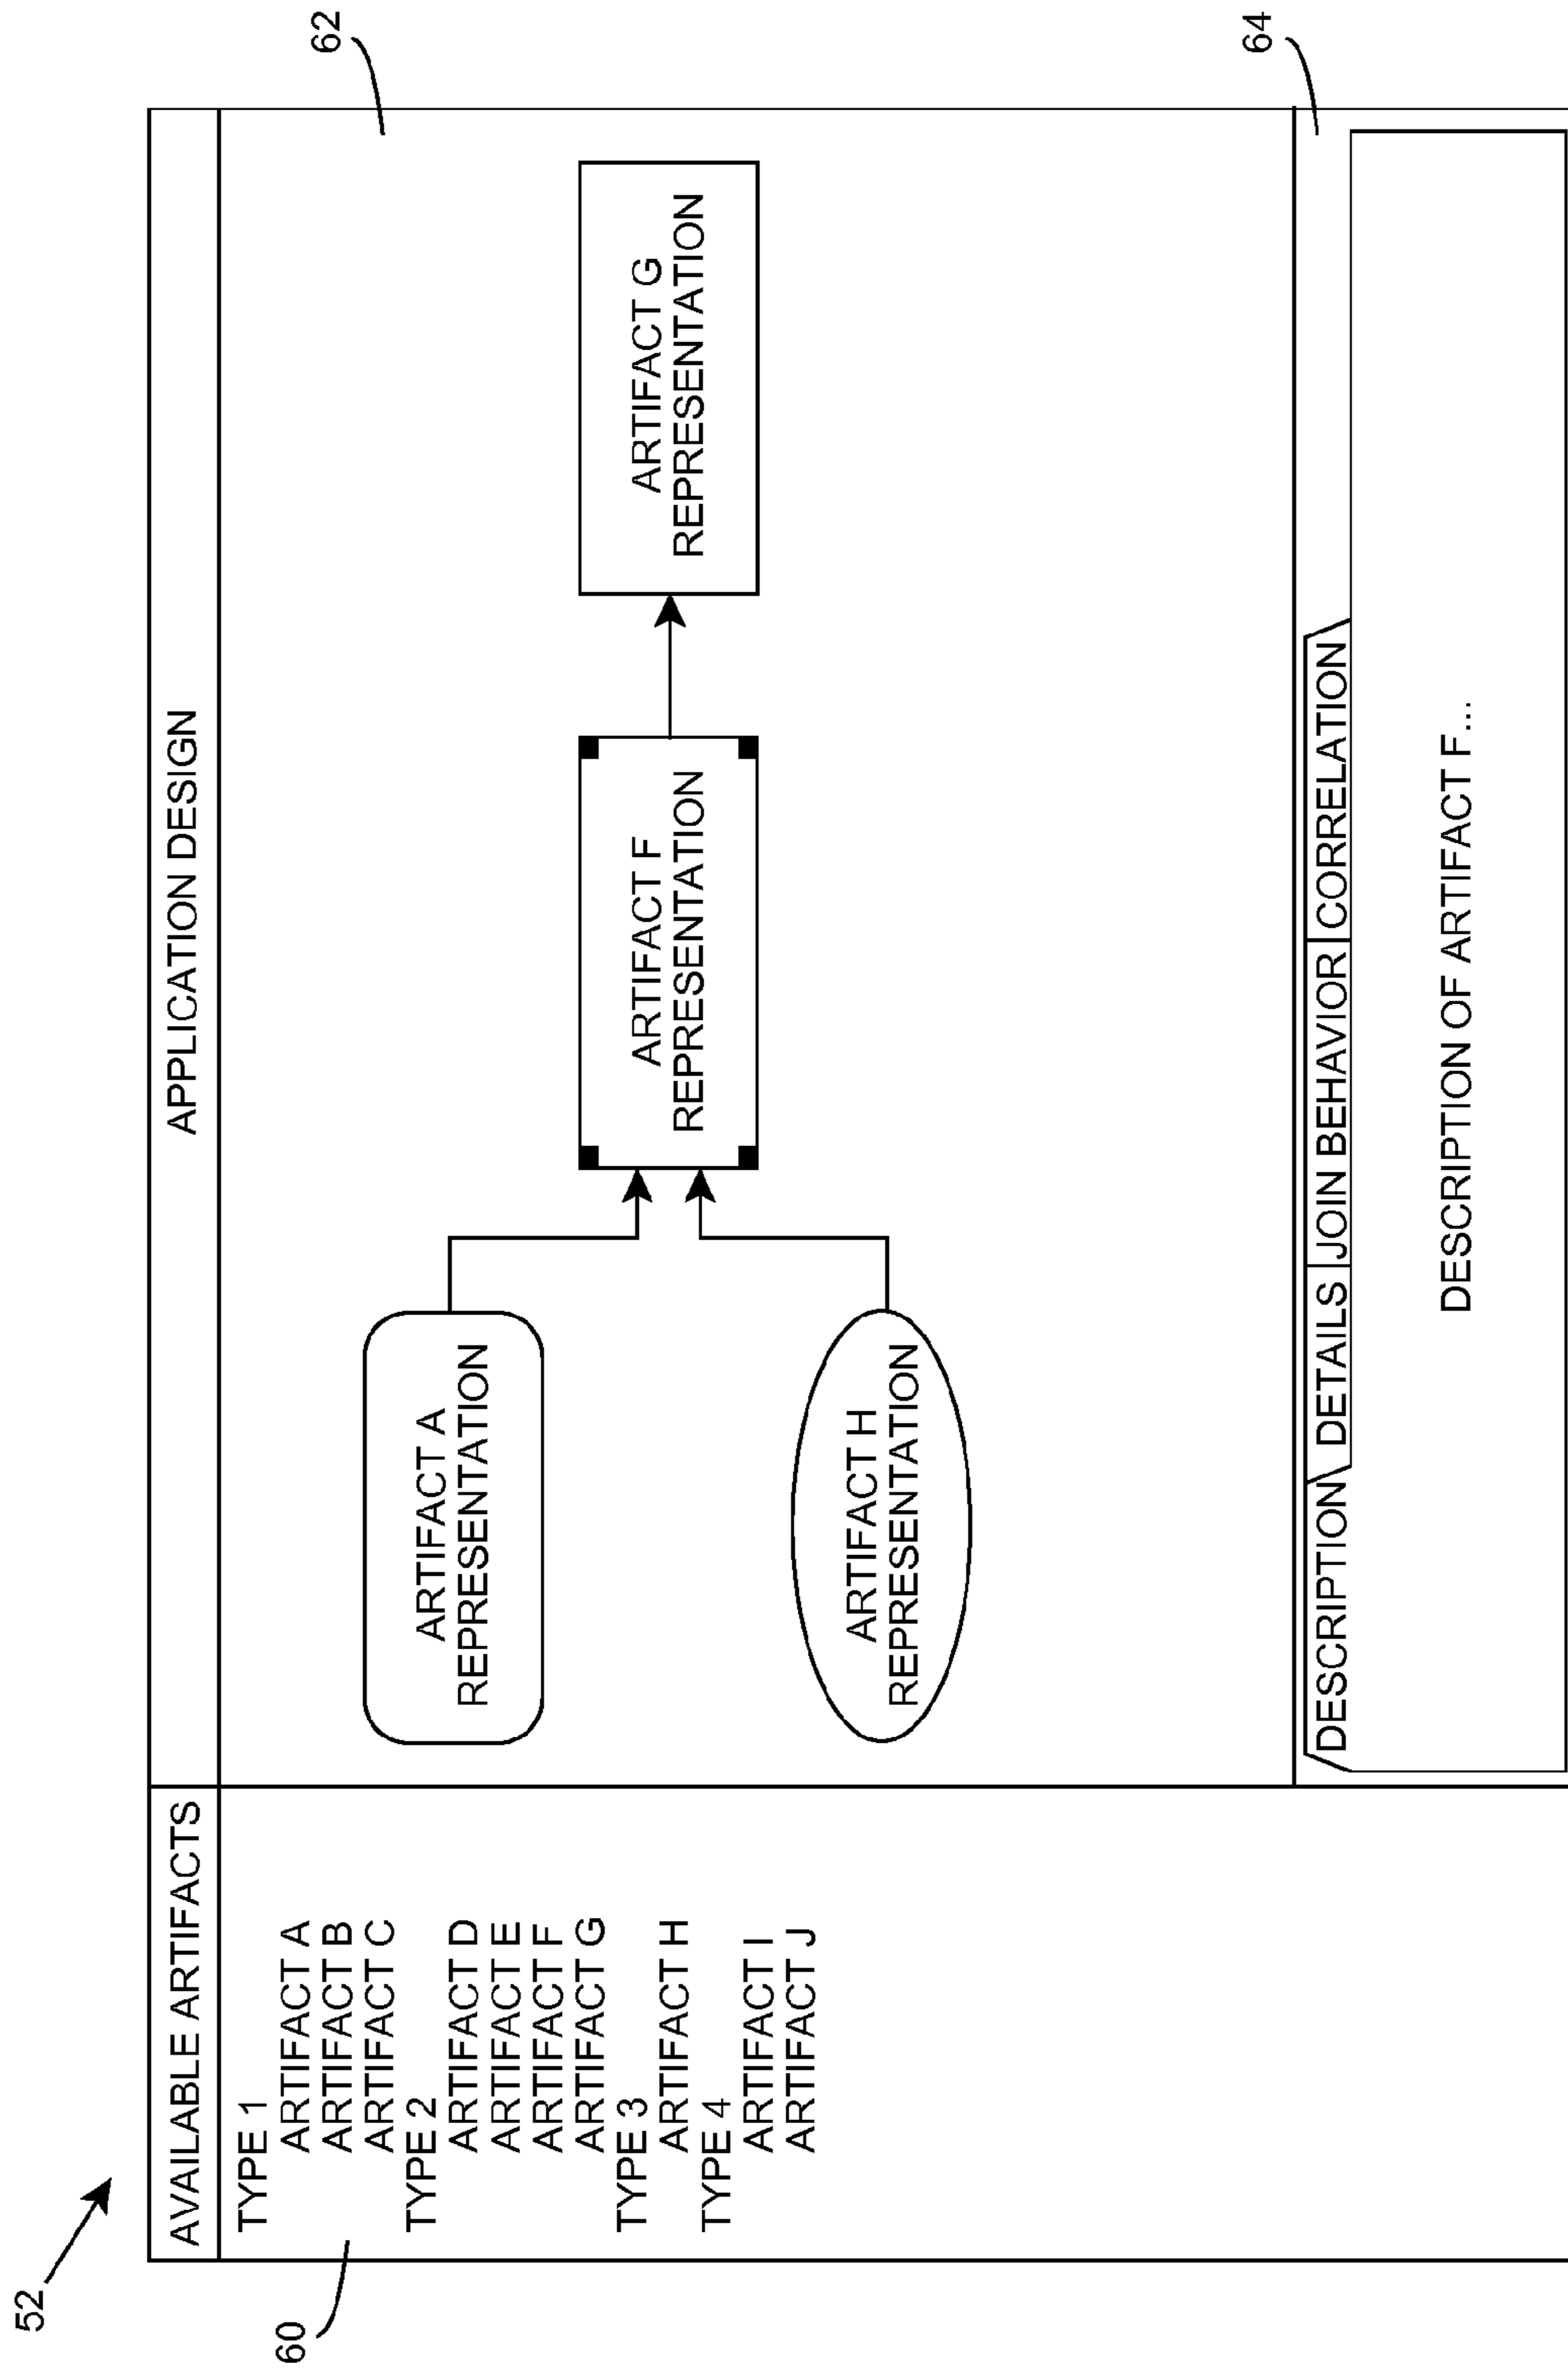 52
AVAILABLE ARTIFACTS
60
TYPE 1
ARTIFACT A
ARTIFACT B
ARTIFACT C
TYPE 2
ARTIFACT D
ARTIFACT E
ARTIFACT F
ARTIFACT G
TYPE 3
ARTIFACT H
TYPE 4
ARTIFACT I
ARTIFACT J
APPLICATION DESIGN
62
ARTIFACT A
REPRESENTATION
ARTIFACT H
REPRESENTATION
ARTIFACT F
REPRESENTATION
ARTIFACT G
REPRESENTATION
64
DESCRIPTION DETAILS JOIN BEHAVIOR CORRELATION
DESCRIPTION OF ARTIFACT F...